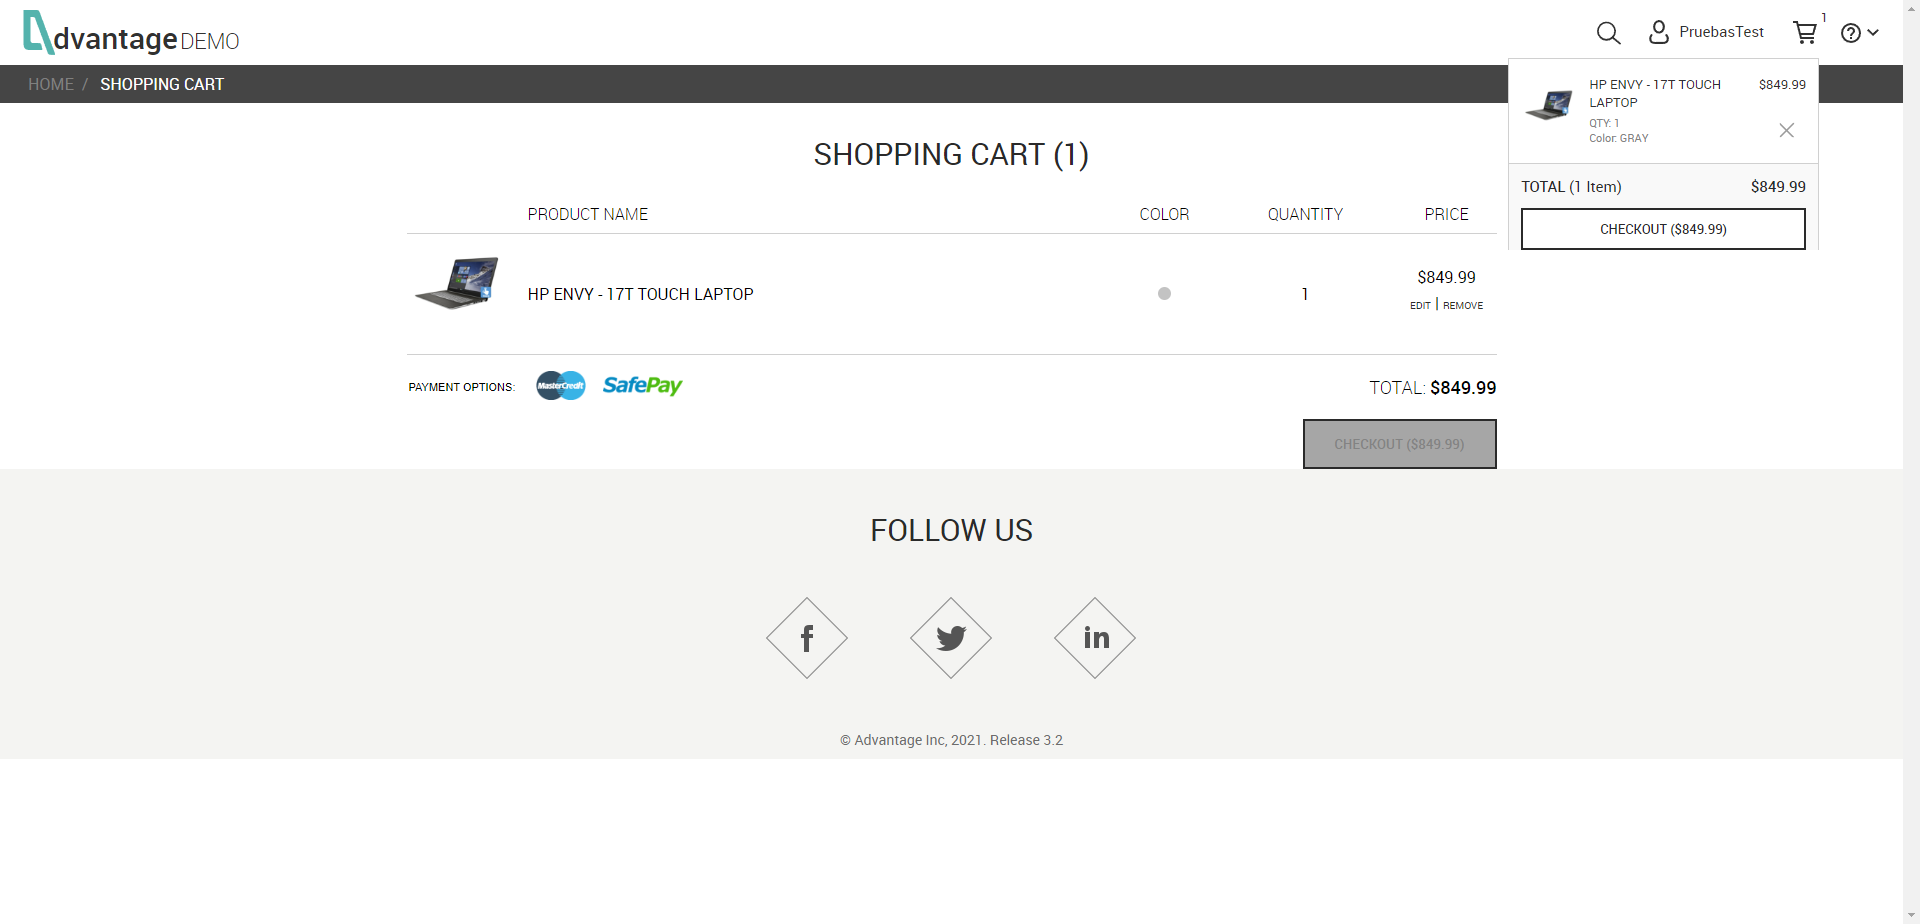 dvantage DEMO
PruebasTest
1
HOME / SHOPPING CART
HP ENVY - 17T TOUCH LAPTOP
$849.99
QTY: 1
Color: GRAY
TOTAL (1 Item) $849.99
CHECKOUT ($849.99)
SHOPPING CART (1)
PRODUCT NAME COLOR QUANTITY PRICE
HP ENVY - 17T TOUCH LAPTOP 1 $849.99
EDIT | REMOVE
PAYMENT OPTIONS: MasterCredit SafePay TOTAL: $849.99
CHECKOUT ($849.99)
FOLLOW US
f in
© Advantage Inc, 2021. Release 3.2